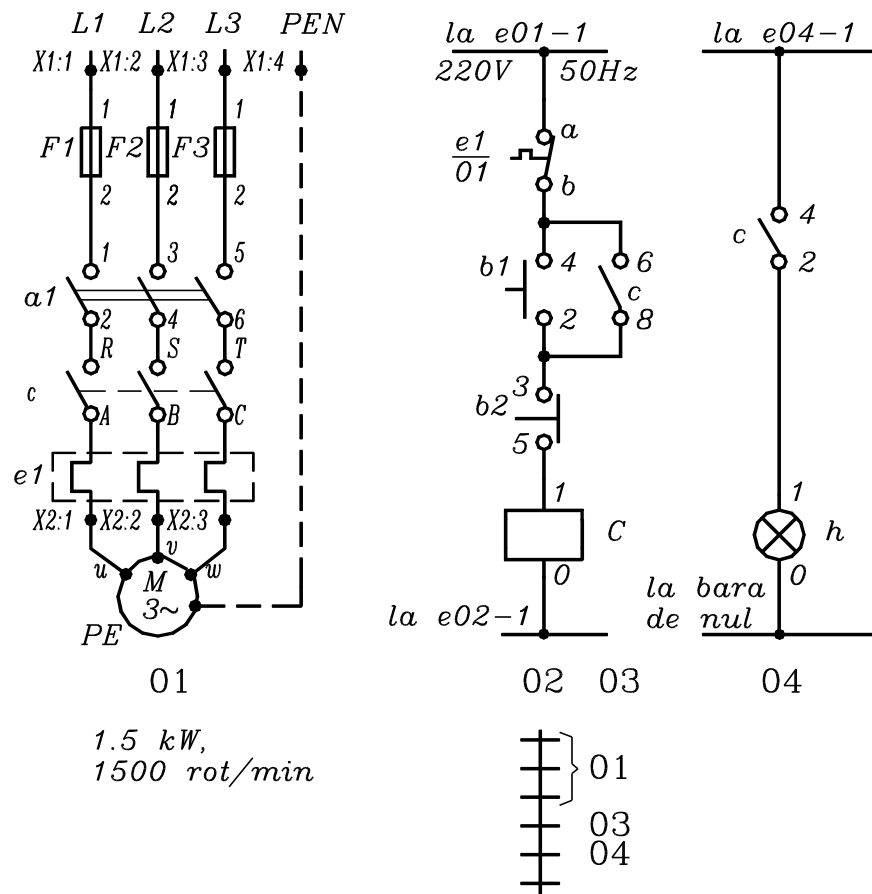 L1 L2 L3 PEN
X1:1 X1:2 X1:3 X1:4
1 1 1
F1 F2 F3
2 2 2
1 3 5
a1
2 4 6
R S T
c
A B C
e1
X2:1 X2:2 X2:3
u v w
M
3~
PE
01
1.5 kW,
1500 rot/min
la e01-1
220V 50Hz
e1
01
a
b
b1 4 6
c
2 8
3
b2
5
1
C
0
la e02-1
02 03
01
03
04
la e04-1
4
c
2
1
h
0
la bara
de nul
04